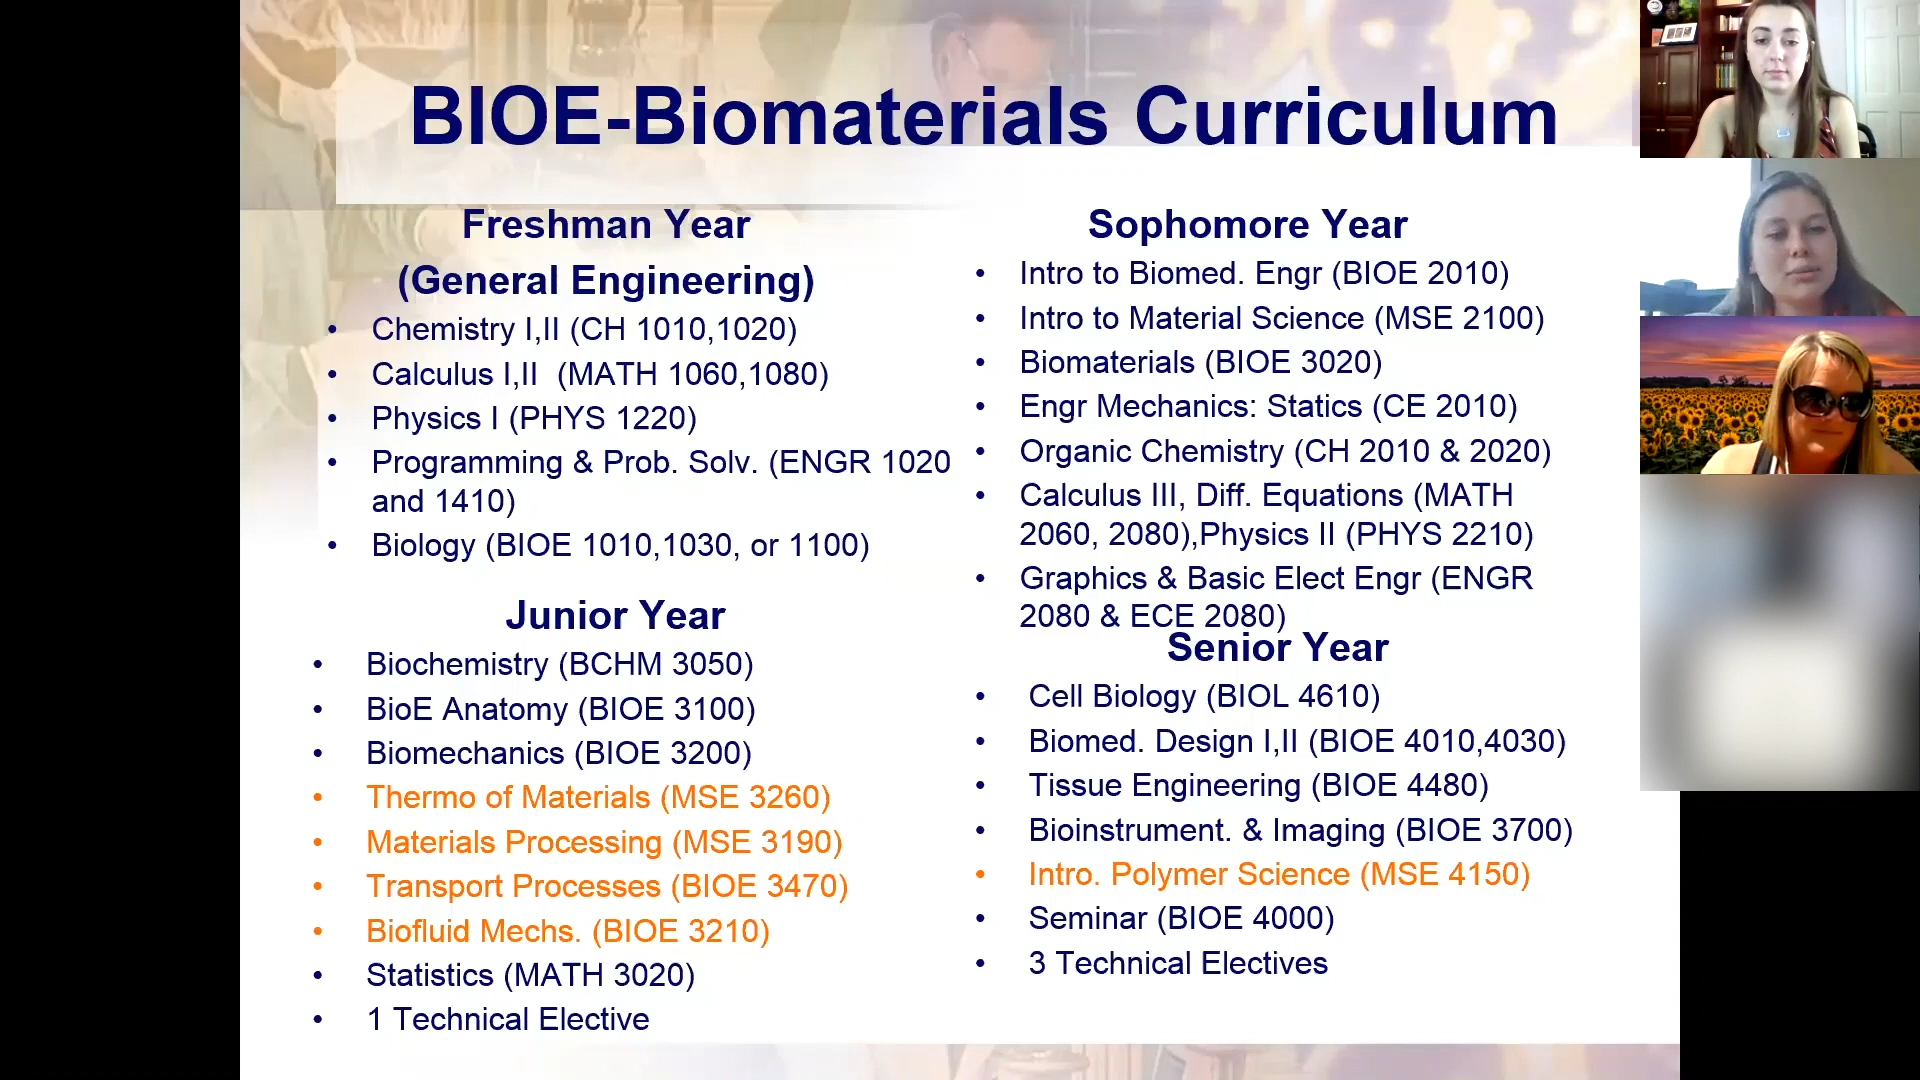 BIOE-Biomaterials Curriculum
Freshman Year
(General Engineering)
• Chemistry I,II (CH 1010,1020)
• Calculus I,II (MATH 1060,1080)
• Physics I (PHYS 1220)
• Programming & Prob. Solv. (ENGR 1020
and 1410)
• Biology (BIOE 1010,1030, or 1100)
Sophomore Year
• Intro to Biomed. Engr (BIOE 2010)
• Intro to Material Science (MSE 2100)
• Biomaterials (BIOE 3020)
• Engr Mechanics: Statics (CE 2010)
• Organic Chemistry (CH 2010 & 2020)
• Calculus III, Diff. Equations (MATH
2060, 2080),Physics II (PHYS 2210)
• Graphics & Basic Elect Engr (ENGR
2080 & ECE 2080)
Junior Year
• Biochemistry (BCHM 3050)
• BioE Anatomy (BIOE 3100)
• Biomechanics (BIOE 3200)
• Thermo of Materials (MSE 3260)
• Materials Processing (MSE 3190)
• Transport Processes (BIOE 3470)
• Biofluid Mechs. (BIOE 3210)
• Statistics (MATH 3020)
• 1 Technical Elective
Senior Year
• Cell Biology (BIOL 4610)
• Biomed. Design I,II (BIOE 4010,4030)
• Tissue Engineering (BIOE 4480)
• Bioinstrument. & Imaging (BIOE 3700)
• Intro. Polymer Science (MSE 4150)
• Seminar (BIOE 4000)
• 3 Technical Electives